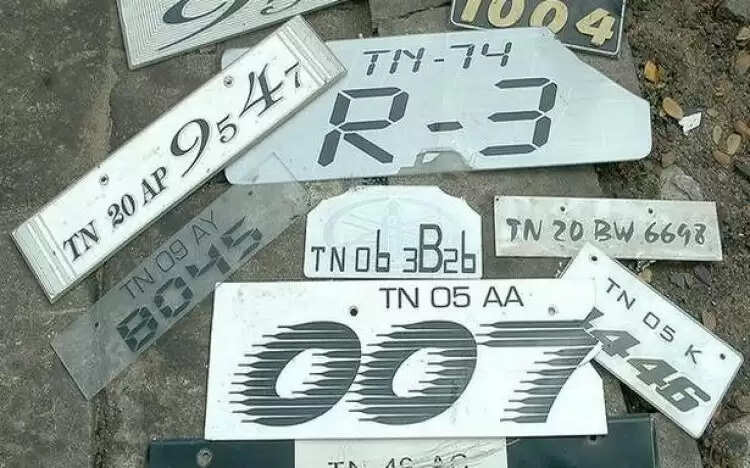 1004
TN-74
R-3
TN 20 AP 9547
TN 09 AY
8045
TN 06 3B26
TN 20 BW 6698
TN 05 AA
007
TN 05 K